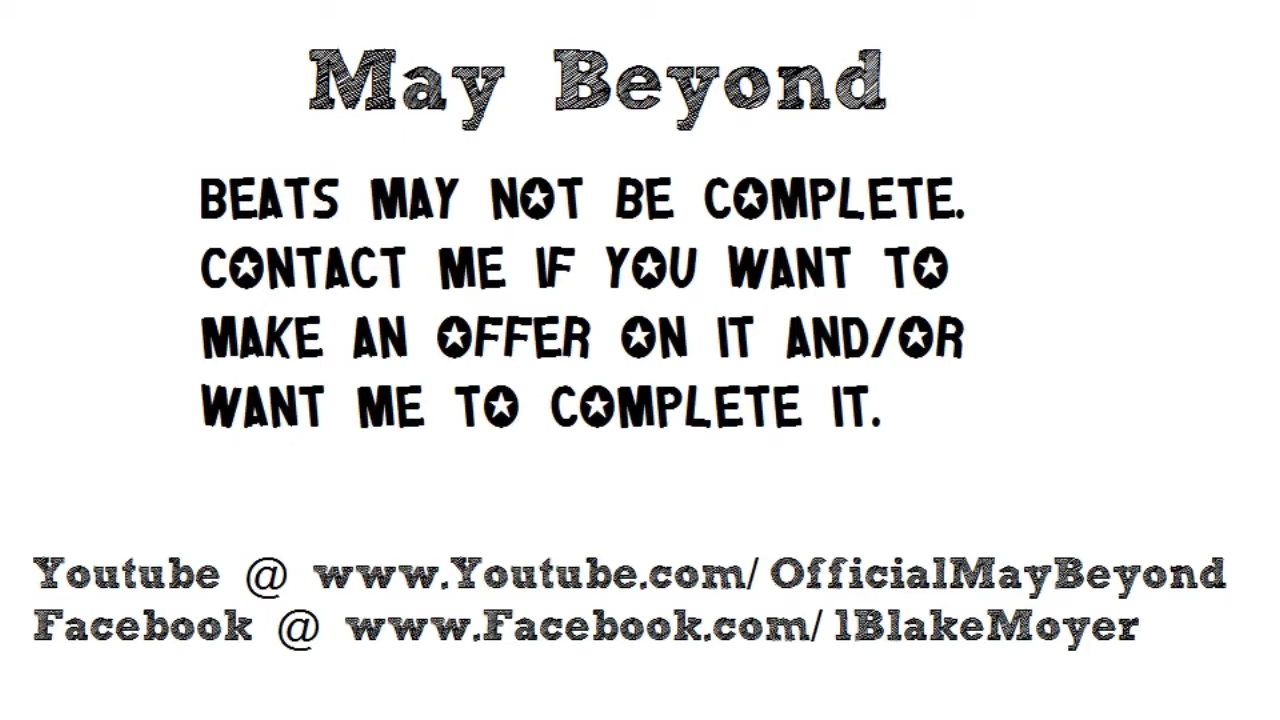 May Beyond
BEATS MAY NOT BE COMPLETE.
CONTACT ME IF YOU WANT TO
MAKE AN OFFER ON IT AND/OR
WANT ME TO COMPLETE IT.
Youtube @ www.Youtube.com/OfficialMayBeyond
Facebook @ www.Facebook.com/1BlakeMoyer